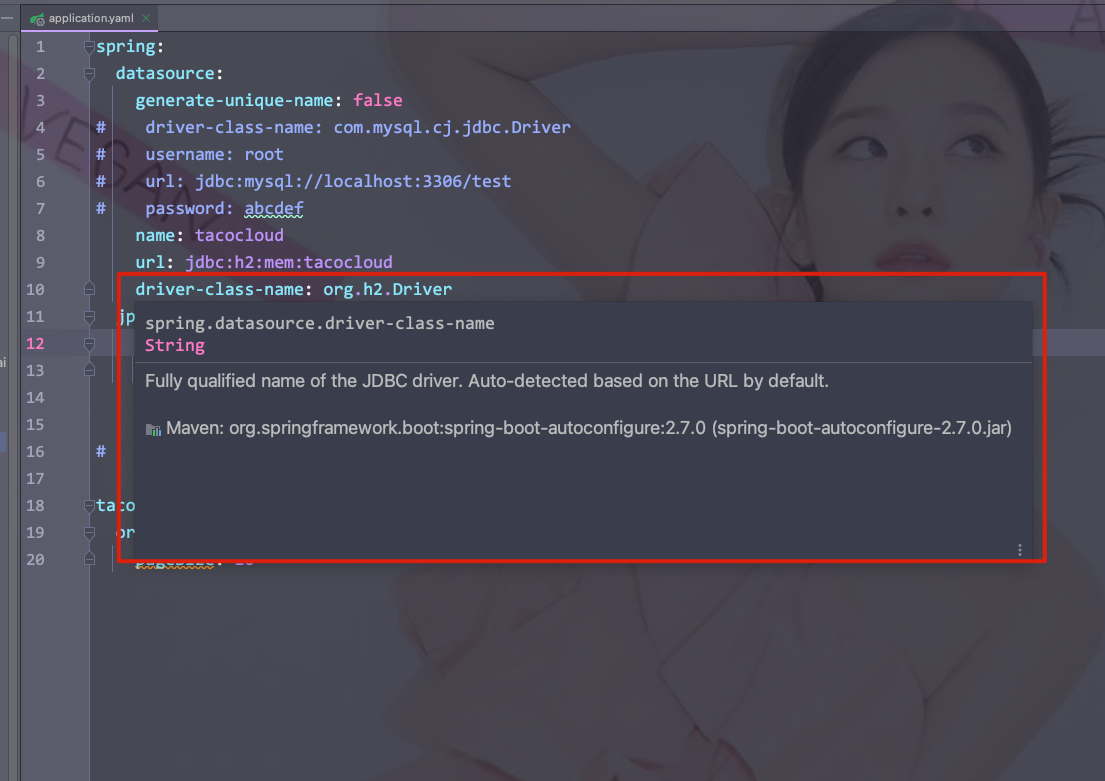 application.yaml
1 spring:
2 datasource:
3 generate-unique-name: false
4 # driver-class-name: com.mysql.cj.jdbc.Driver
5 # username: root
6 # url: jdbc:mysql://localhost:3306/test
7 # password: abcdef
8 name: tacocloud
9 url: jdbc:h2:mem:tacocloud
10 driver-class-name: org.h2.Driver
11 jp
spring.datasource.driver-class-name
12
String
13
Fully qualified name of the JDBC driver. Auto-detected based on the URL by default.
14
15
Maven: org.springframework.boot:spring-boot-autoconfigure:2.7.0 (spring-boot-autoconfigure-2.7.0.jar)
16 #
17
18 taco
19 or
20
ai
VEGAN